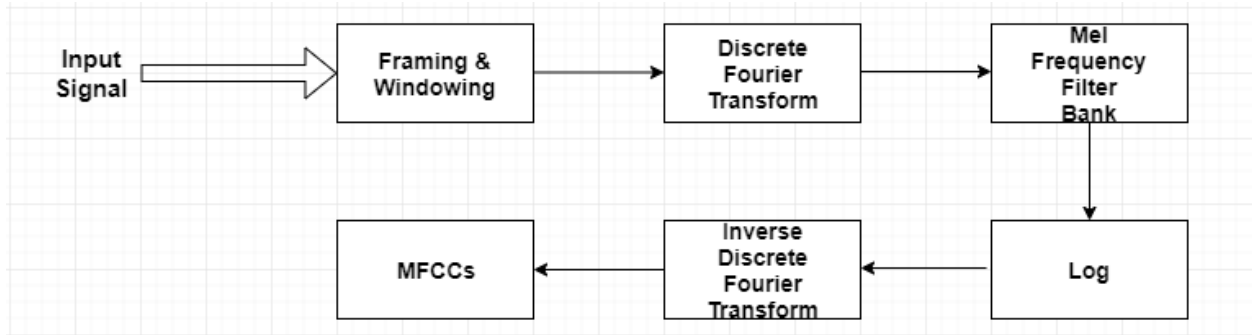 Input
Signal
Framing &
Windowing
Discrete
Fourier
Transform
Mel
Frequency
Filter
Bank
MFCCs
Inverse
Discrete
Fourier
Transform
Log